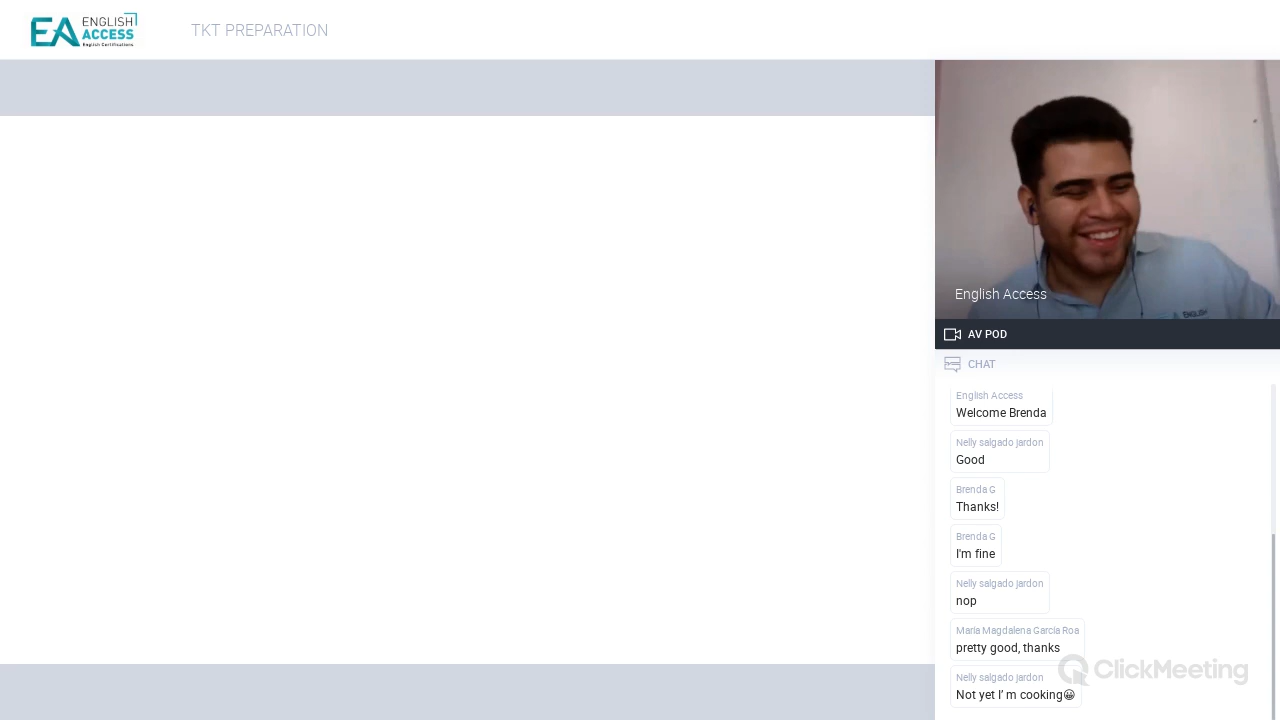 EA ENGLISH
ACCESS
English Certifications
TKT PREPARATION
English Access
AV POD
CHAT
English Access
Welcome Brenda
Nelly salgado jardon
Good
Brenda G
Thanks!
Brenda G
I'm fine
Nelly salgado jardon
nop
María Magdalena García Roa
pretty good, thanks
ClickMeeting
Nelly salgado jardon
Not yet I’ m cooking😀